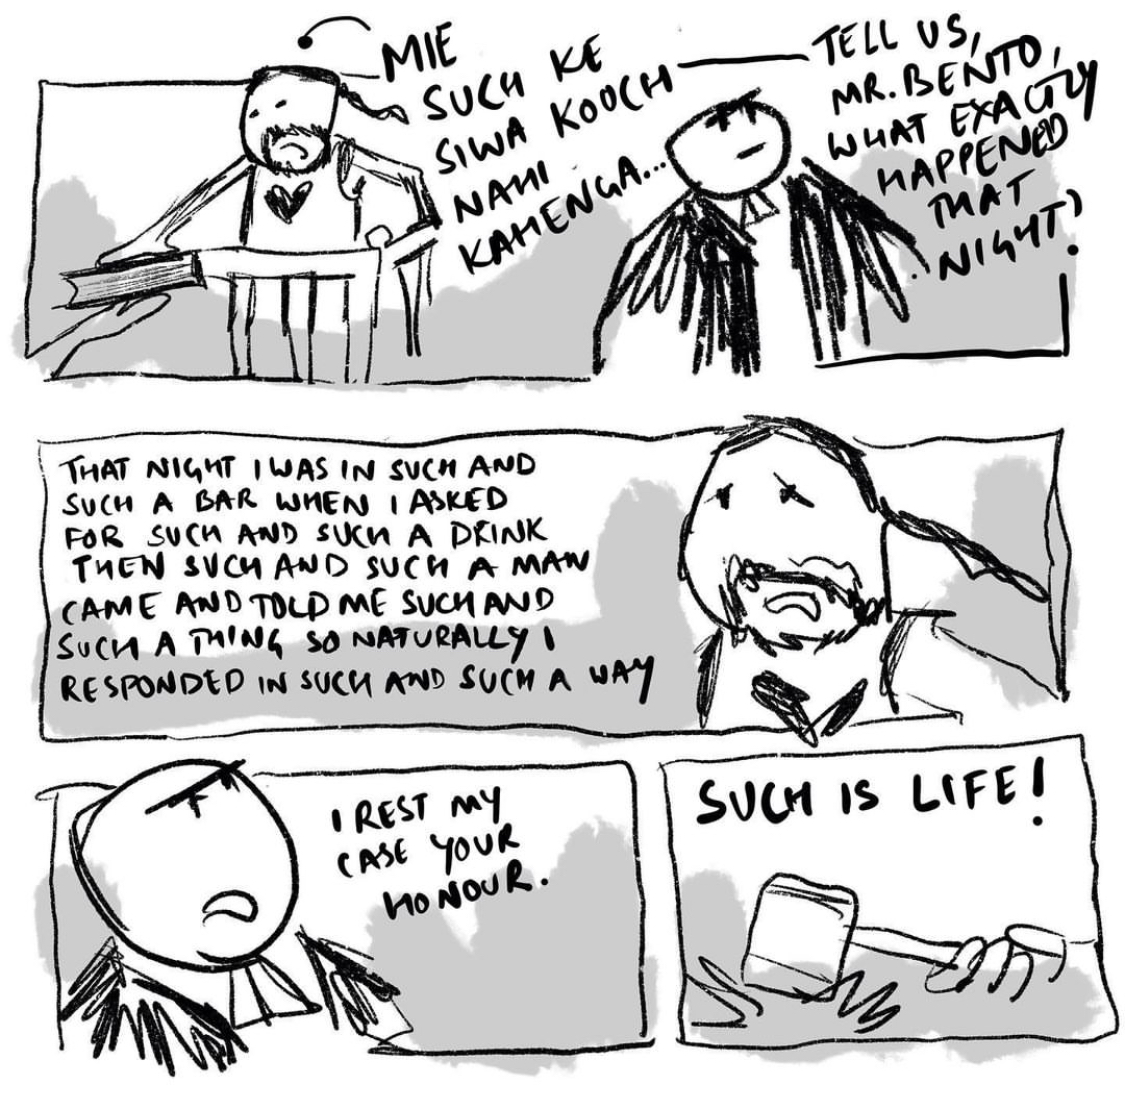 MIE
SUCH KE
SIWA KOOCH
NAHI
KAHENGA...
TELL US,
MR. BENTO,
WHAT EXACTLY
HAPPENED
THAT
NIGHT?
THAT NIGHT I WAS IN SUCH AND
SUCH A BAR WHEN I ASKED
FOR SUCH AND SUCH A DRINK
THEN SUCH AND SUCH A MAN
CAME AND TOLD ME SUCH AND
SUCH A THING SO NATURALLY I
RESPONDED IN SUCH AND SUCH A WAY
I REST MY
CASE YOUR
HONOUR.
SUCH IS LIFE!